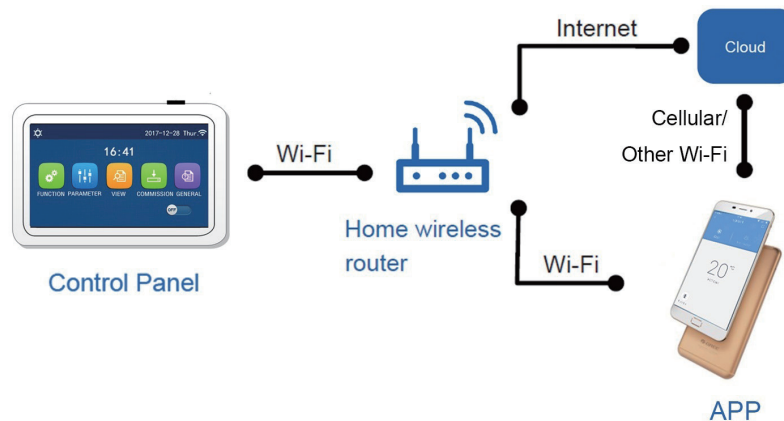 Internet
Cloud
Cellular/
Other Wi-Fi
2017-12-28 Thur.
16:41
FUNCTION PARAMETER VIEW COMMISSION GENERAL
OFF
Wi-Fi
Home wireless
router
Wi-Fi
20
Control Panel
APP